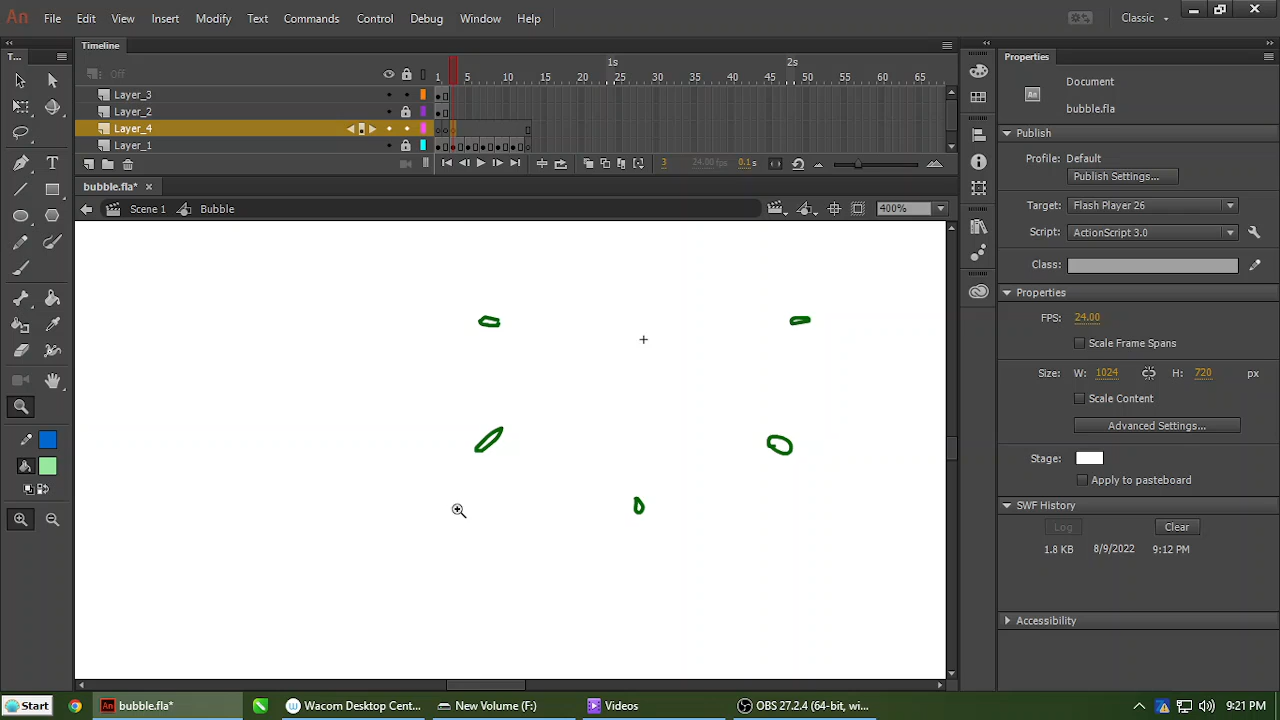 An File Edit View Insert Modify Text Commands Control Debug Window Help Classic
Timeline
Off 1 5 10 15 20 25 30 35 40 45 50 55 60 65
1s 2s
Layer_3
Layer_2
Layer_4
Layer_1
3 24.00 fps 0.1s
bubble.fla*
Scene 1 Bubble 400%
T...
Properties
Document
An bubble.fla
Publish
Profile: Default
Publish Settings...
Target: Flash Player 26
Script: ActionScript 3.0
Class:
Properties
FPS: 24.00
Scale Frame Spans
Size: W: 1024 H: 720 px
Scale Content
Advanced Settings...
Stage:
Apply to pasteboard
SWF History
Log Clear
1.8 KB 8/9/2022 9:12 PM
Accessibility
Start An bubble.fla* Wacom Desktop Cent... New Volume (F:) Videos OBS 27.2.4 (64-bit, wi... 9:21 PM